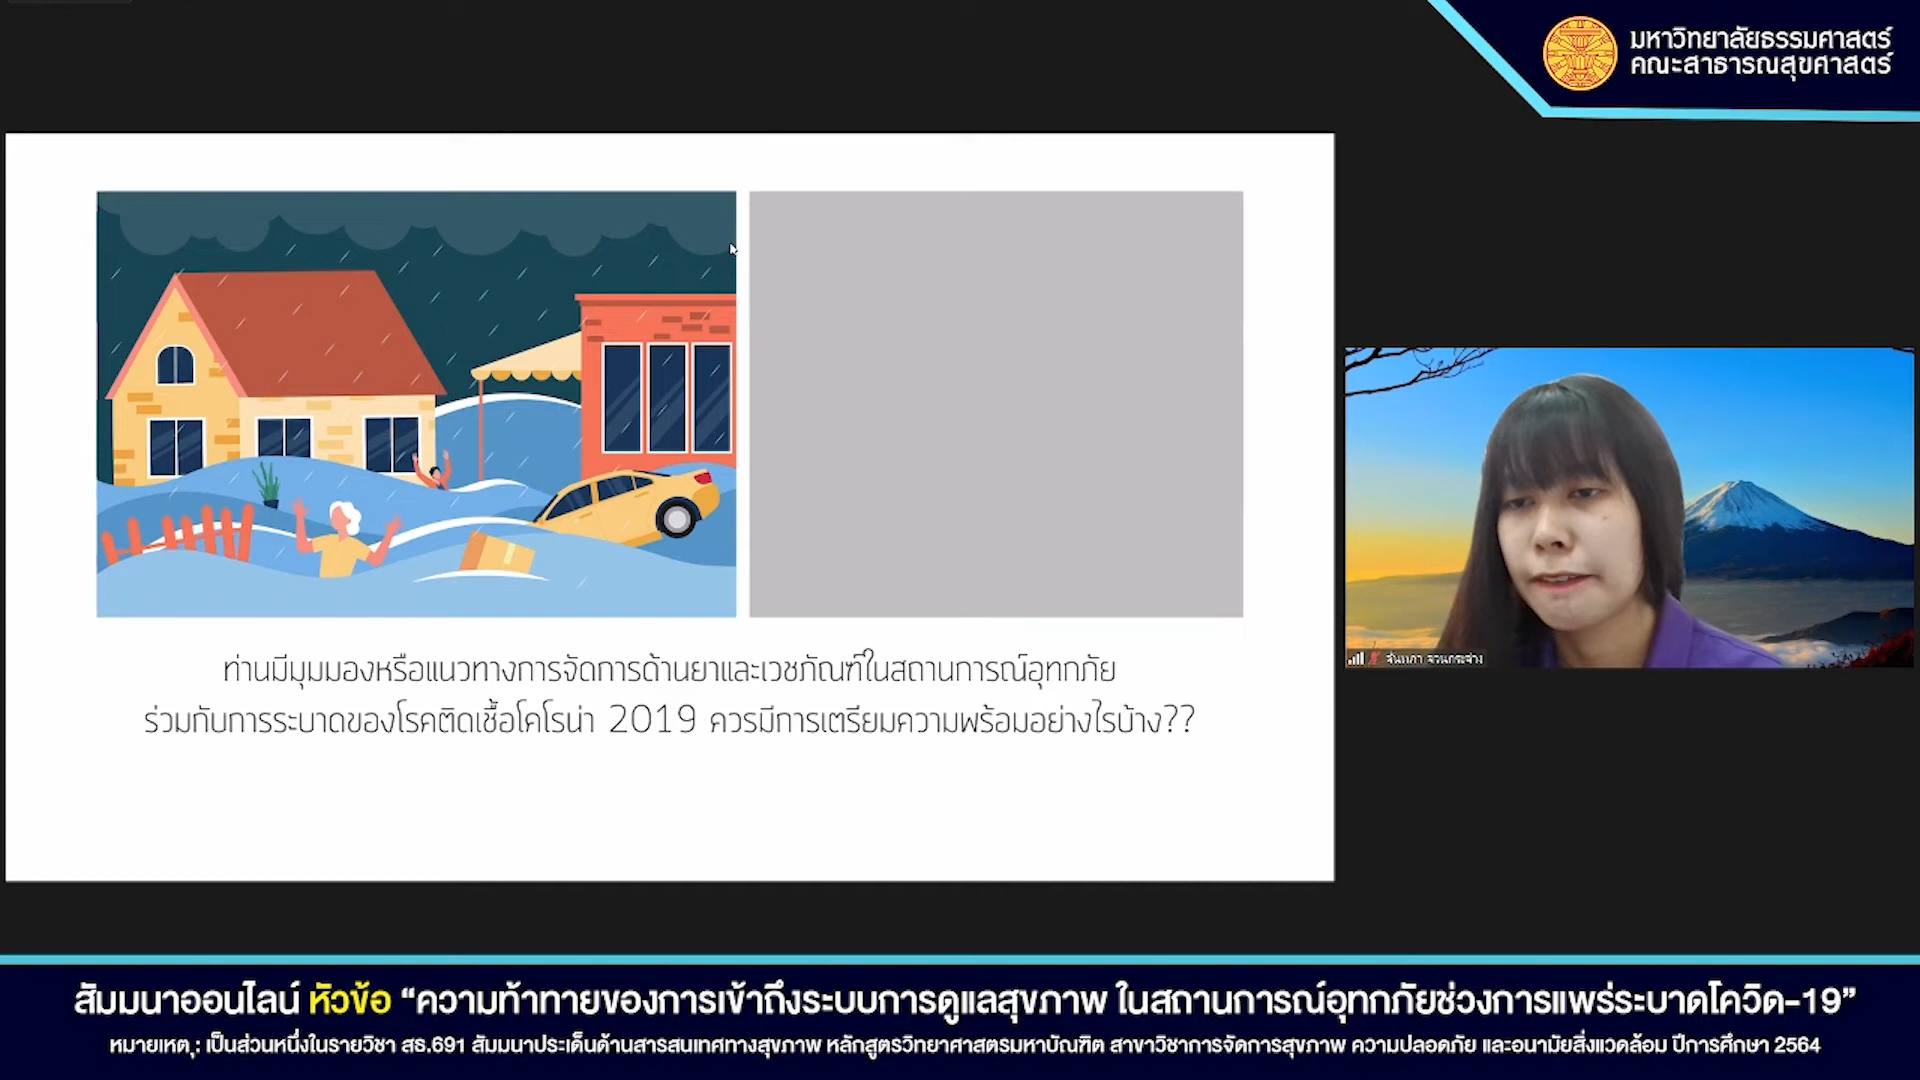 มหาวิทยาลัยธรรมศาสตร์
คณะสาธารณสุขศาสตร์
ท่านมีมุมมองหรือแนวทางการจัดการด้านยาและเวชภัณฑ์ในสถานการณ์อุทกภัย
ร่วมกับการระบาดของโรคติดเชื้อโคโรน่า 2019 ควรมีการเตรียมความพร้อมอย่างไรบ้าง??
สัมมนาออนไลน์ หัวข้อ “ความท้าทายของการเข้าถึงระบบการดูแลสุขภาพ ในสถานการณ์อุทกภัยช่วงการแพร่ระบาดโควิด-19”
หมายเหตุ : เป็นส่วนหนึ่งในรายวิชา สธ.691 สัมมนาประเด็นด้านสารสนเทศทางสุขภาพ หลักสูตรวิทยาศาสตรมหาบัณฑิต สาขาวิชาการจัดการสุขภาพ ความปลอดภัย และอนามัยสิ่งแวดล้อม ปีการศึกษา 2564